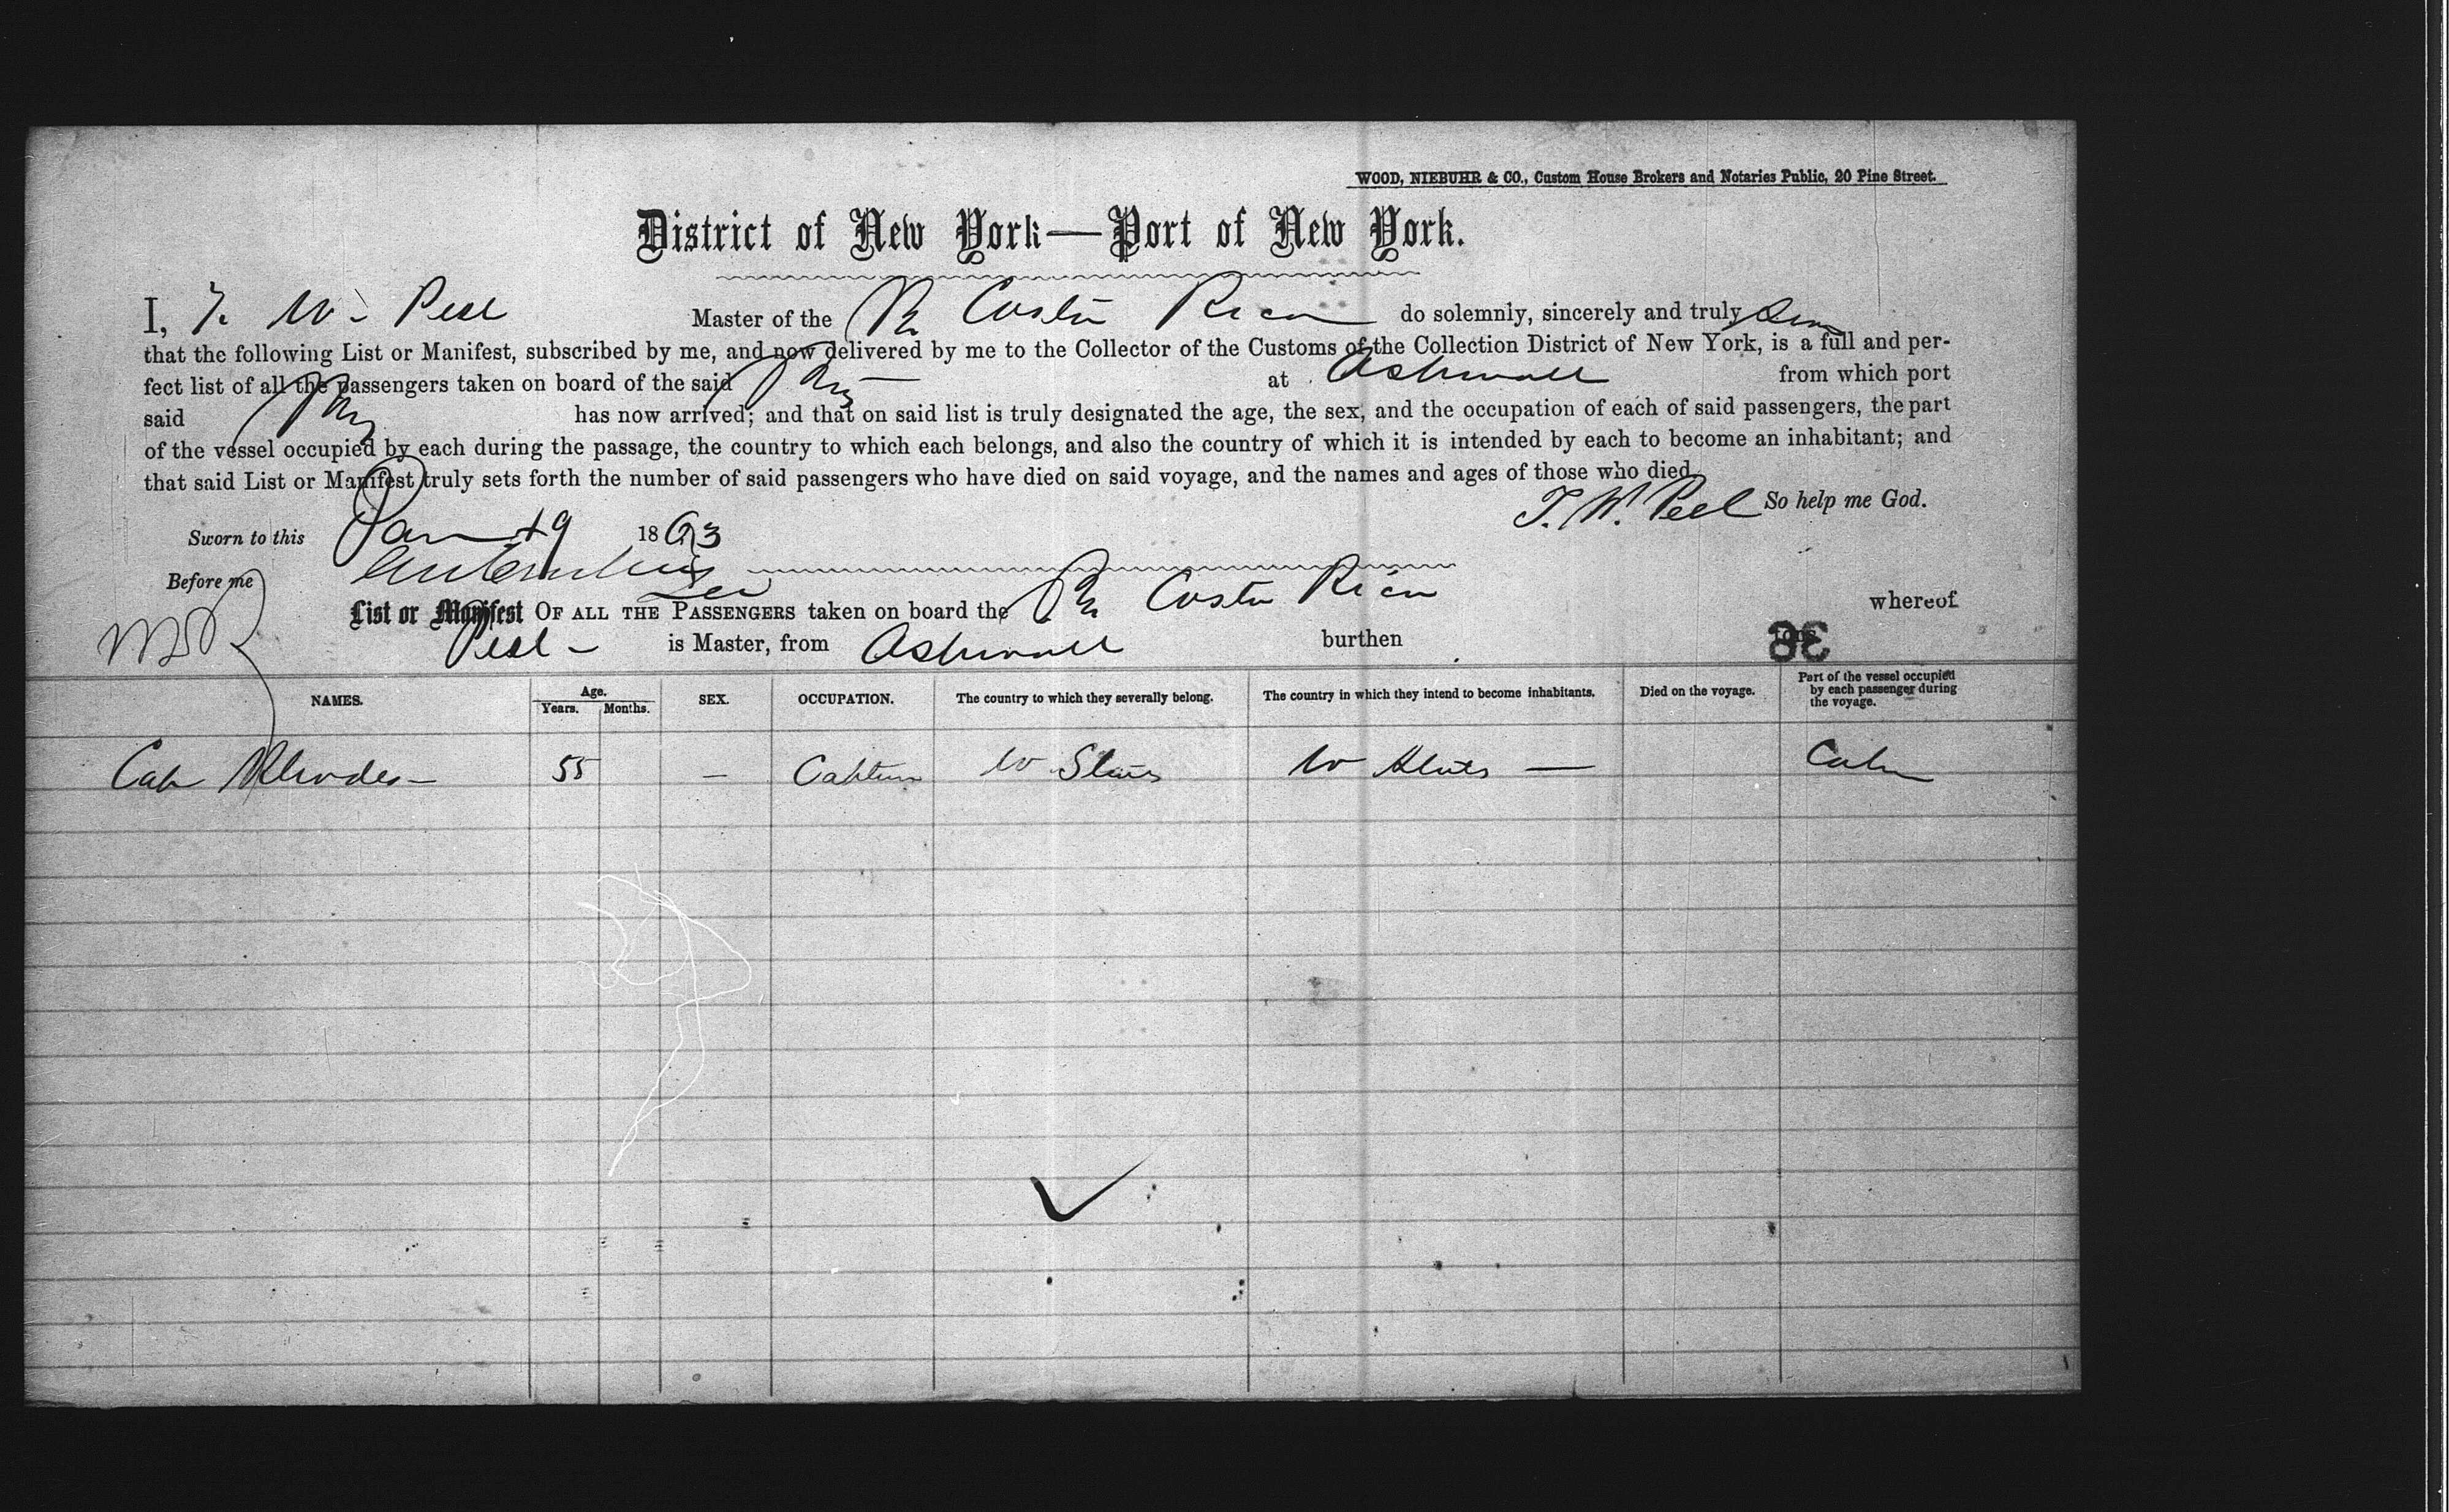 WOOD, NIEBUHR & CO., Custom House Brokers and Notaries Public, 20 Pine Street.
District of New York—Port of New York.
I, T. W. Peel Master of the Costa Rica do solemnly, sincerely and truly
that the following List or Manifest, subscribed by me, and now delivered by me to the Collector of the Customs of the Collection District of New York, is a full and per-
fect list of all the passengers taken on board of the said at from which port
said has now arrived; and that on said list is truly designated the age, the sex, and the occupation of each of said passengers, the part
of the vessel occupied by each during the passage, the country to which each belongs, and also the country of which it is intended by each to become an inhabitant; and
that said List or Manifest truly sets forth the number of said passengers who have died on said voyage, and the names and ages of those who died
T. W. Peel So help me God.
Sworn to this Jan 19 1863
Before me
List or Manifest OF ALL THE PASSENGERS taken on board the Costa Rica whereof
Peel - is Master, from burthen tons
38
NAMES. Age. Years. Months. SEX. OCCUPATION. The country to which they severally belong. The country in which they intend to become inhabitants. Died on the voyage. Part of the vessel occupied by each passenger during the voyage.
Rhodes — 55 — Captain U States U States — Cabin